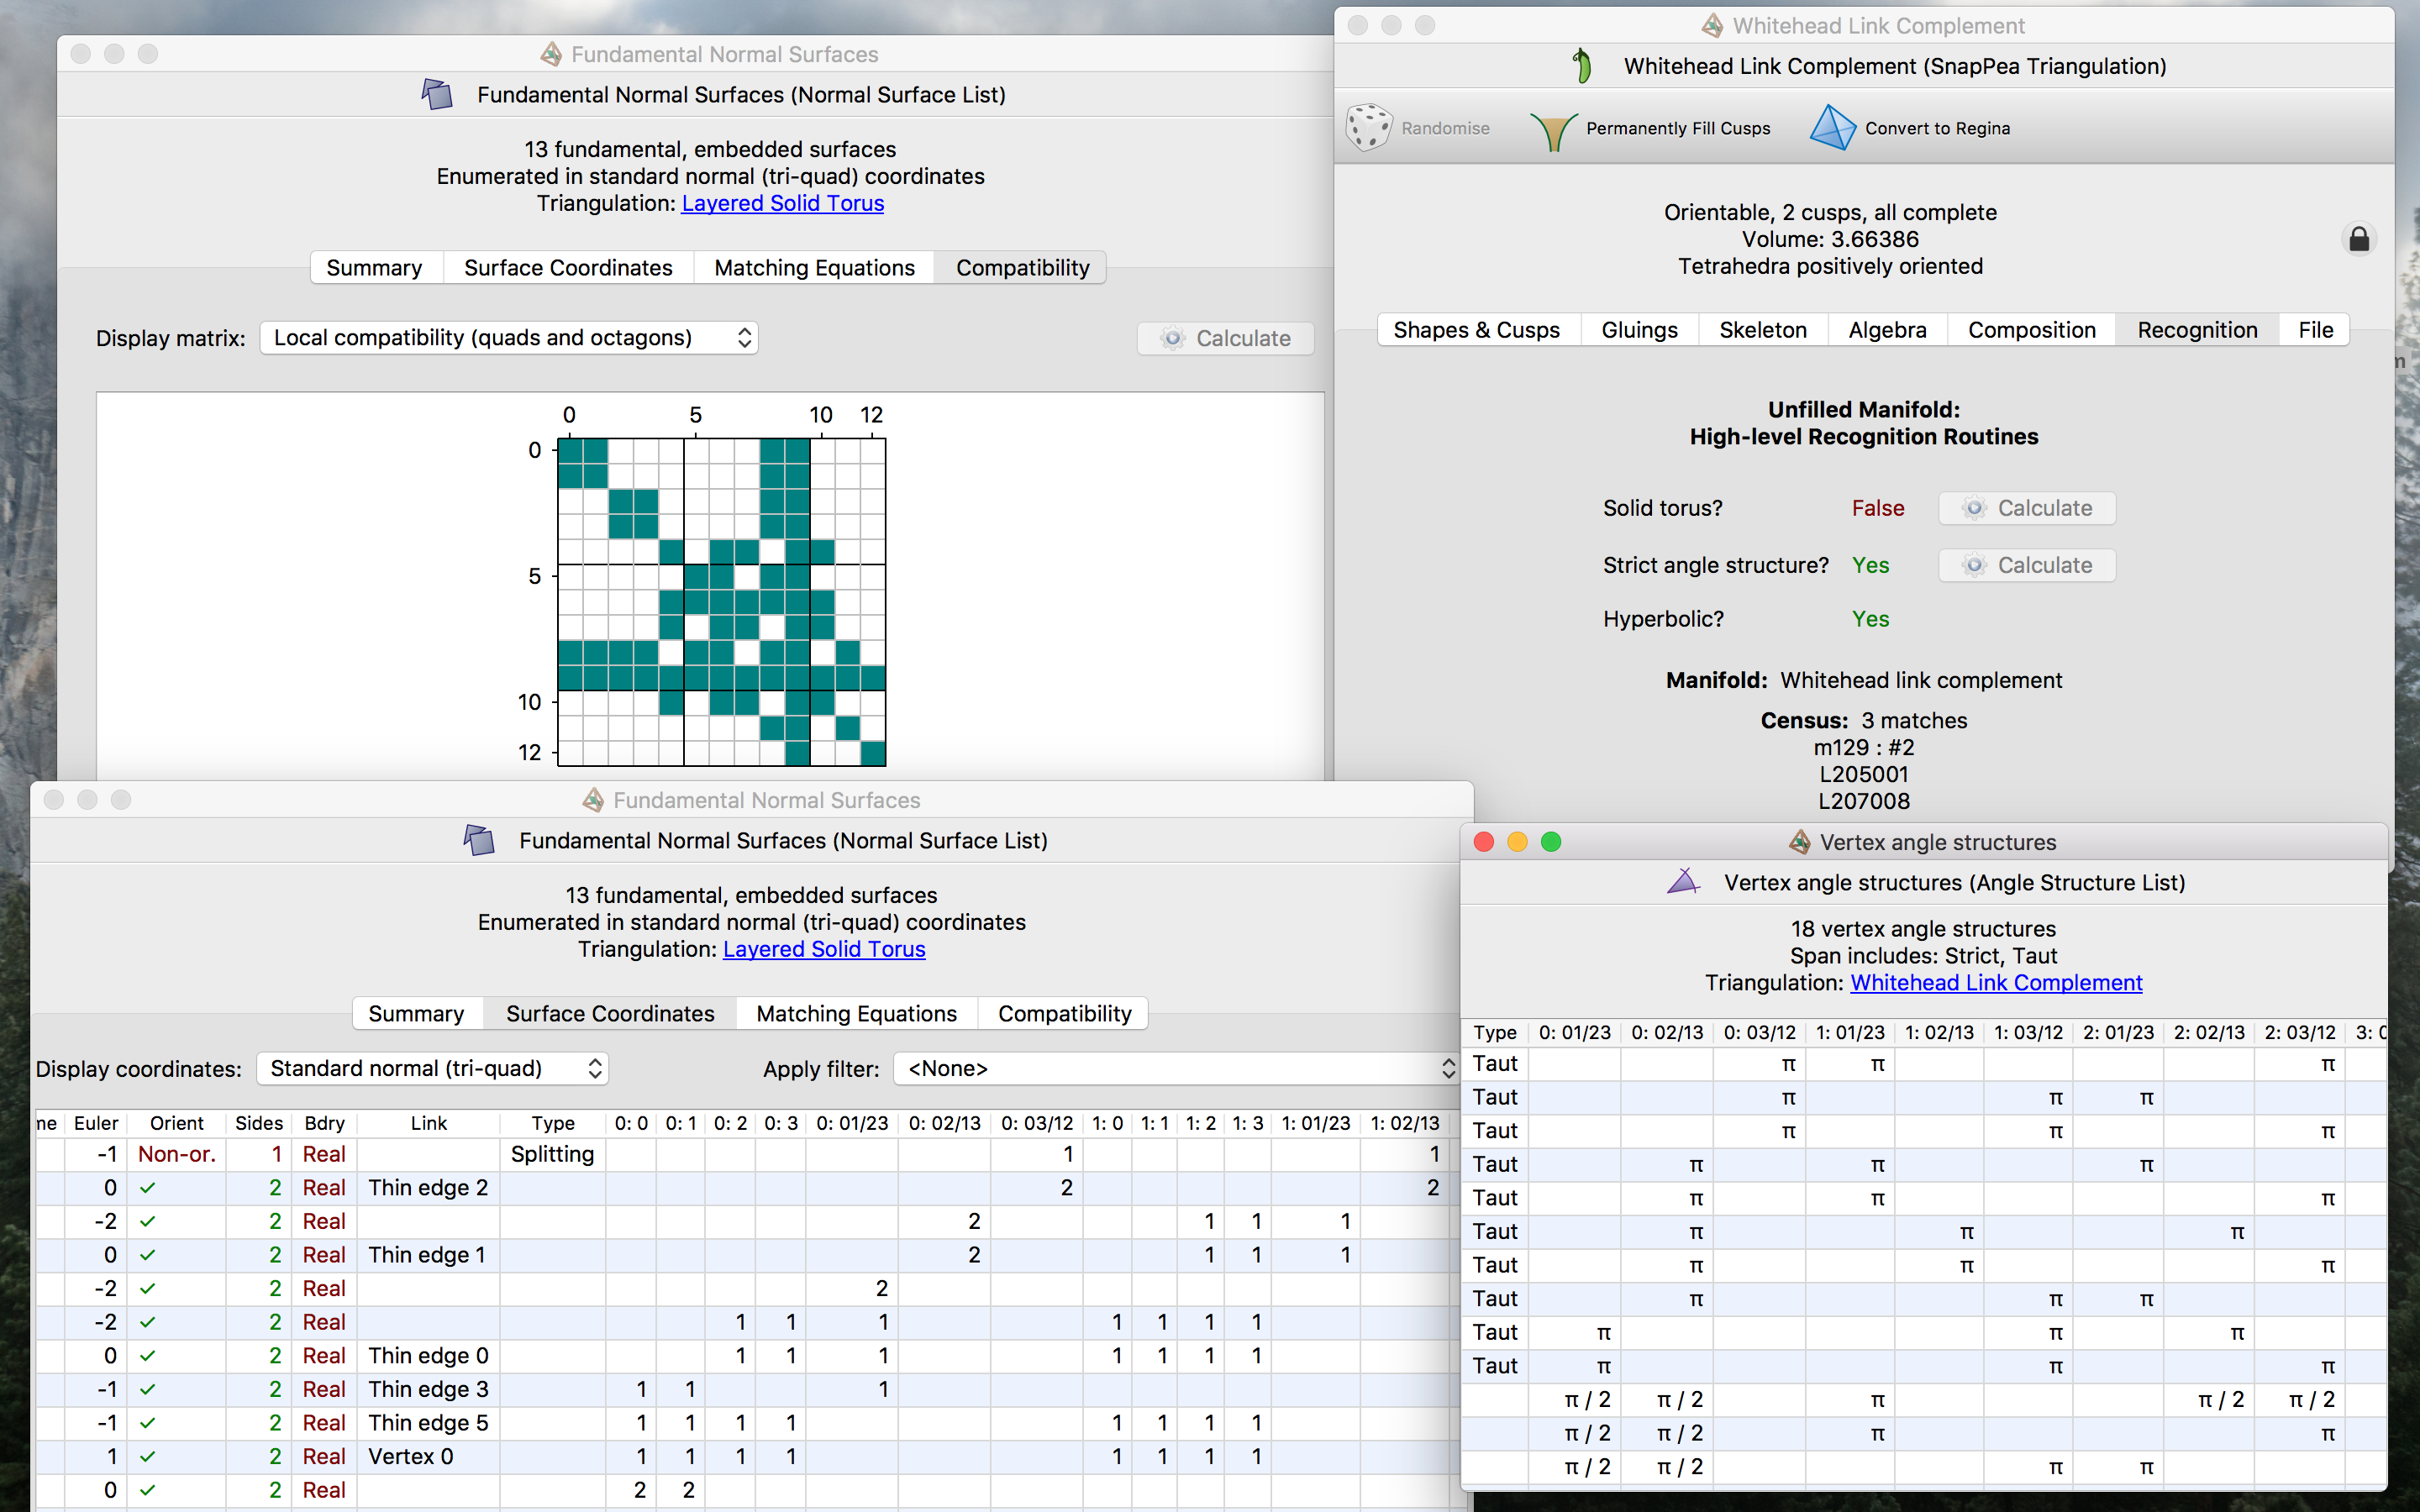 Fundamental Normal Surfaces
Fundamental Normal Surfaces (Normal Surface List)
13 fundamental, embedded surfaces
Enumerated in standard normal (tri-quad) coordinates
Triangulation: Layered Solid Torus
Summary Surface Coordinates Matching Equations Compatibility
Display matrix: Local compatibility (quads and octagons) Calculate
0 5 10 12
0
5
10
12
Whitehead Link Complement
Whitehead Link Complement (SnapPea Triangulation)
Randomise Permanently Fill Cusps Convert to Regina
Orientable, 2 cusps, all complete
Volume: 3.66386
Tetrahedra positively oriented
Shapes & Cusps Gluings Skeleton Algebra Composition Recognition File
Unfilled Manifold:
High-level Recognition Routines
Solid torus? False Calculate
Strict angle structure? Yes Calculate
Hyperbolic? Yes
Manifold: Whitehead link complement
Census: 3 matches
m129 : #2
L205001
L207008
Fundamental Normal Surfaces
Fundamental Normal Surfaces (Normal Surface List)
13 fundamental, embedded surfaces
Enumerated in standard normal (tri-quad) coordinates
Triangulation: Layered Solid Torus
Summary Surface Coordinates Matching Equations Compatibility
Display coordinates: Standard normal (tri-quad) Apply filter: <None>
Euler Orient Sides Bdry Link Type 0: 0 0: 1 0: 2 0: 3 0: 01/23 0: 02/13 0: 03/12 1: 0 1: 1 1: 2 1: 3 1: 01/23 1: 02/13
-1 Non-or. 1 Real Splitting 1 1
0 ✓ 2 Real Thin edge 2 2 2
-2 ✓ 2 Real 2 1 1 1
0 ✓ 2 Real Thin edge 1 2 1 1 1
-2 ✓ 2 Real 2
-2 ✓ 2 Real 1 1 1 1 1 1 1
0 ✓ 2 Real Thin edge 0 1 1 1 1 1 1 1
-1 ✓ 2 Real Thin edge 3 1 1 1
-1 ✓ 2 Real Thin edge 5 1 1 1 1 1 1 1 1
1 ✓ 2 Real Vertex 0 1 1 1 1 1 1 1 1
0 ✓ 2 Real 2 2
Vertex angle structures
Vertex angle structures (Angle Structure List)
18 vertex angle structures
Span includes: Strict, Taut
Triangulation: Whitehead Link Complement
Type 0: 01/23 0: 02/13 0: 03/12 1: 01/23 1: 02/13 1: 03/12 2: 01/23 2: 02/13 2: 03/12
Taut π π π
Taut π π π
Taut π π π
Taut π π π
Taut π π π
Taut π π π
Taut π π π
Taut π π π
Taut π π π
Taut π π π
π / 2 π / 2 π π / 2 π / 2
π / 2 π / 2 π π
π / 2 π / 2 π π